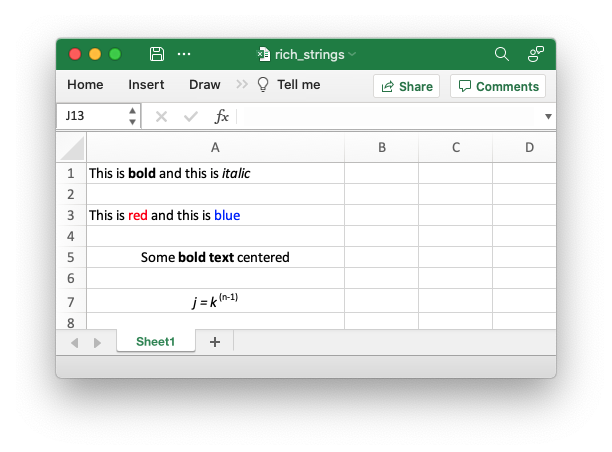 rich_strings
Home Insert Draw Tell me Share Comments
J13 fx
A B C D
1 This is bold and this is italic
2
3 This is red and this is blue
4
5 Some bold text centered
6
7 j = k(n-1)
8
Sheet1 +